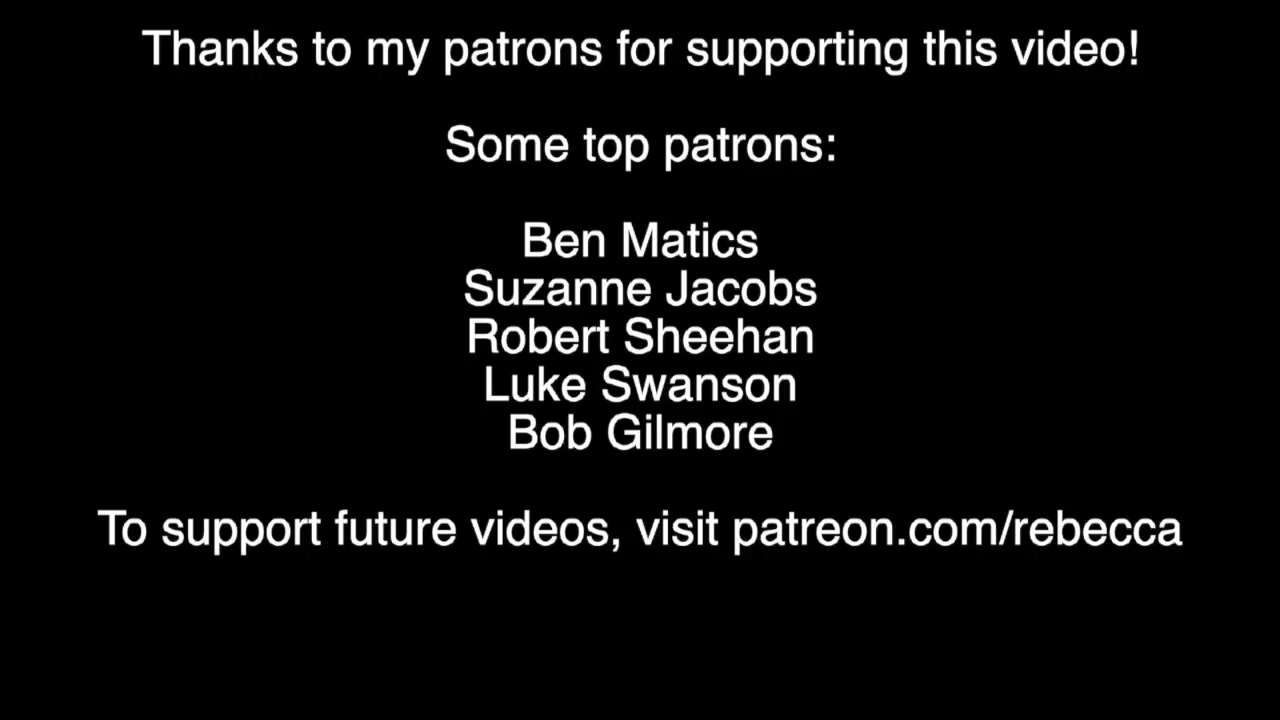 Thanks to my patrons for supporting this video!
Some top patrons:
Ben Matics
Suzanne Jacobs
Robert Sheehan
Luke Swanson
Bob Gilmore
To support future videos, visit patreon.com/rebecca